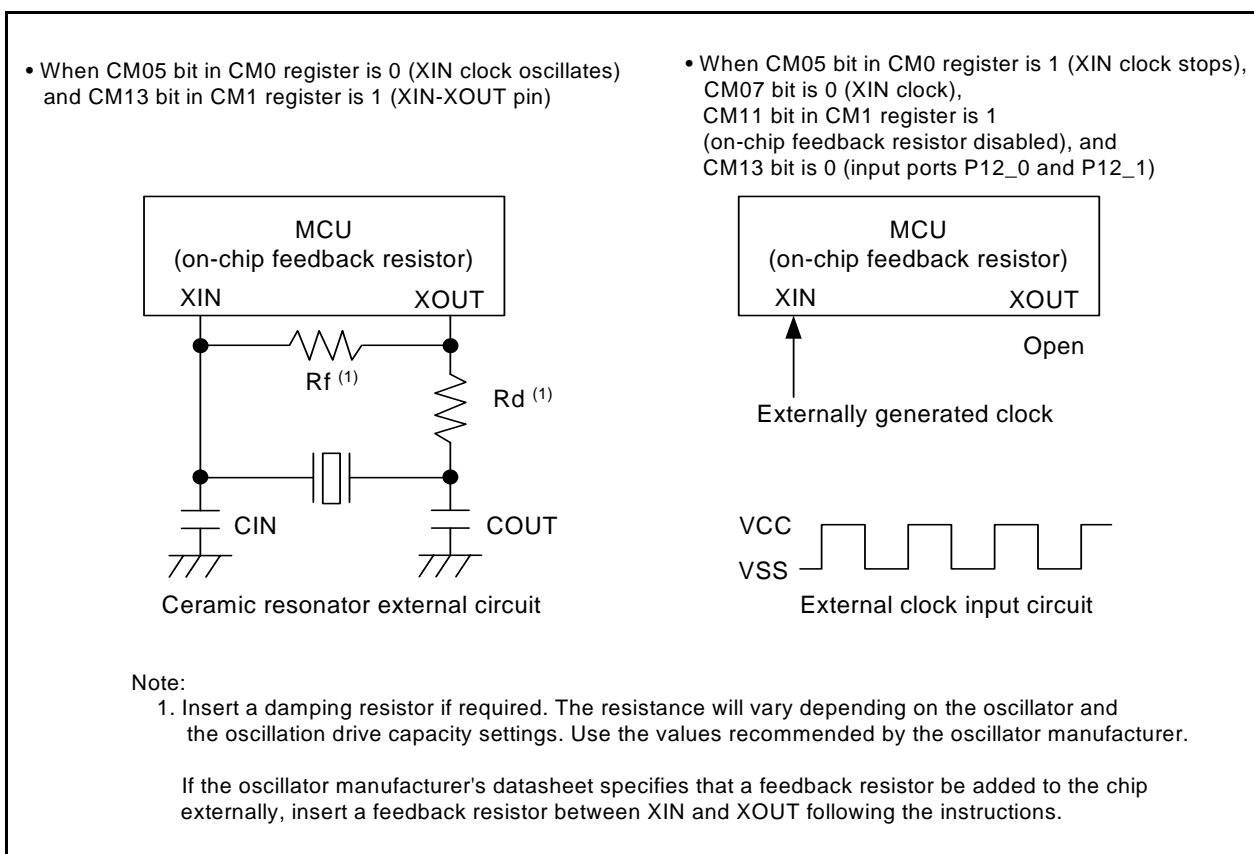 • When CM05 bit in CM0 register is 0 (XIN clock oscillates)
and CM13 bit in CM1 register is 1 (XIN-XOUT pin)
MCU
(on-chip feedback resistor)
XIN XOUT
Rf (1)
Rd (1)
CIN COUT
Ceramic resonator external circuit
• When CM05 bit in CM0 register is 1 (XIN clock stops),
CM07 bit is 0 (XIN clock),
CM11 bit in CM1 register is 1
(on-chip feedback resistor disabled), and
CM13 bit is 0 (input ports P12_0 and P12_1)
MCU
(on-chip feedback resistor)
XIN XOUT
Open
Externally generated clock
VCC
VSS
External clock input circuit
Note:
1. Insert a damping resistor if required. The resistance will vary depending on the oscillator and
the oscillation drive capacity settings. Use the values recommended by the oscillator manufacturer.
If the oscillator manufacturer's datasheet specifies that a feedback resistor be added to the chip
externally, insert a feedback resistor between XIN and XOUT following the instructions.